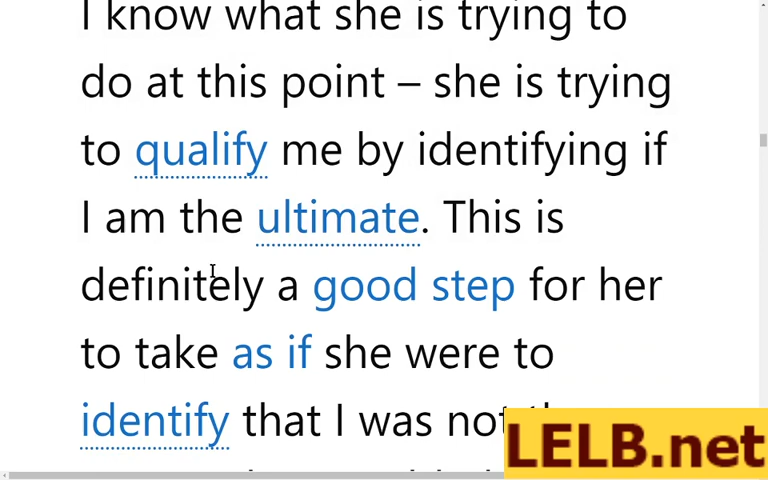 I know what she is trying to
do at this point – she is trying
to qualify me by identifying if
I am the ultimate. This is
definitely a good step for her
to take as if she were to
identify that I was not
LELB.net